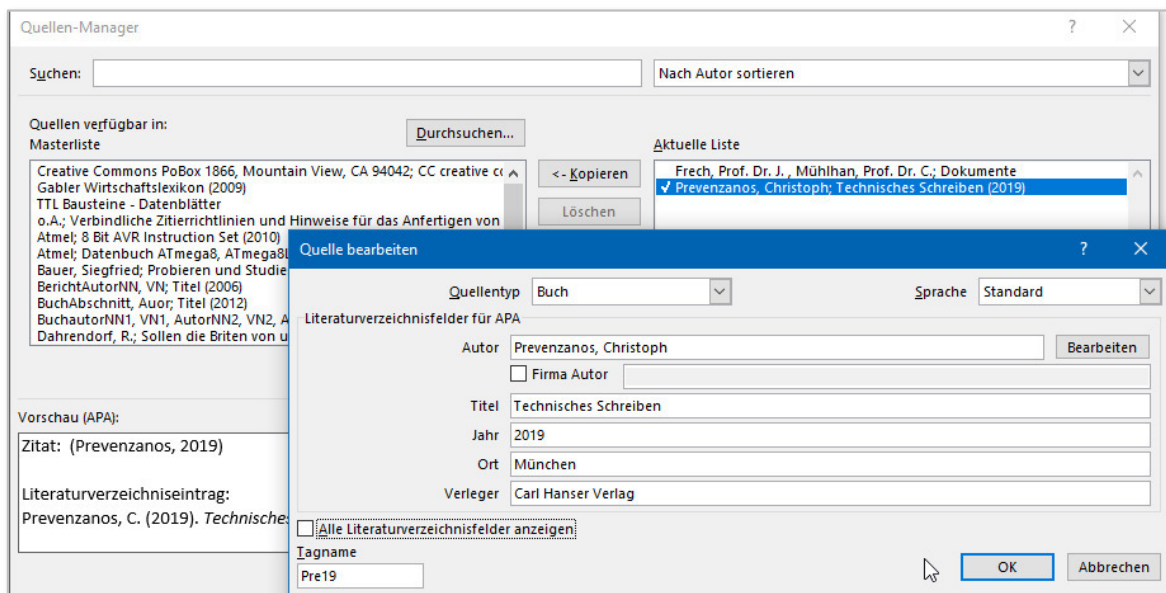 Quellen-Manager
Suchen:
Nach Autor sortieren
Quellen verfügbar in:
Masterliste
Durchsuchen...
Aktuelle Liste
Creative Commons PoBox 1866, Mountain View, CA 94042; CC creative cc
Gabler Wirtschaftslexikon (2009)
TTL Bausteine - Datenblätter
o.A.; Verbindliche Zitierrichtlinien und Hinweise für das Anfertigen von
Atmel; 8 Bit AVR Instruction Set (2010)
Atmel; Datenbuch ATmega8, ATmega8L
Bauer, Siegfried; Probieren und Studie
BerichtAutorNN, VN; Titel (2006)
BuchAbschnitt, Auor; Titel (2012)
BuchautorNN1, VN1, AutorNN2, VN2, A
Dahrendorf, R.; Sollen die Briten von u
<- Kopieren
Löschen
Frech, Prof. Dr. J. , Mühlhan, Prof. Dr. C.; Dokumente
✓ Prevenzanos, Christoph; Technisches Schreiben (2019)
Vorschau (APA):
Zitat: (Prevenzanos, 2019)
Literaturverzeichniseintrag:
Prevenzanos, C. (2019). Technische
Quelle bearbeiten
Quellentyp Buch
Sprache Standard
Literaturverzeichnisfelder für APA
Autor Prevenzanos, Christoph Bearbeiten
Firma Autor
Titel Technisches Schreiben
Jahr 2019
Ort München
Verleger Carl Hanser Verlag
Alle Literaturverzeichnisfelder anzeigen
Tagname
Pre19
OK Abbrechen